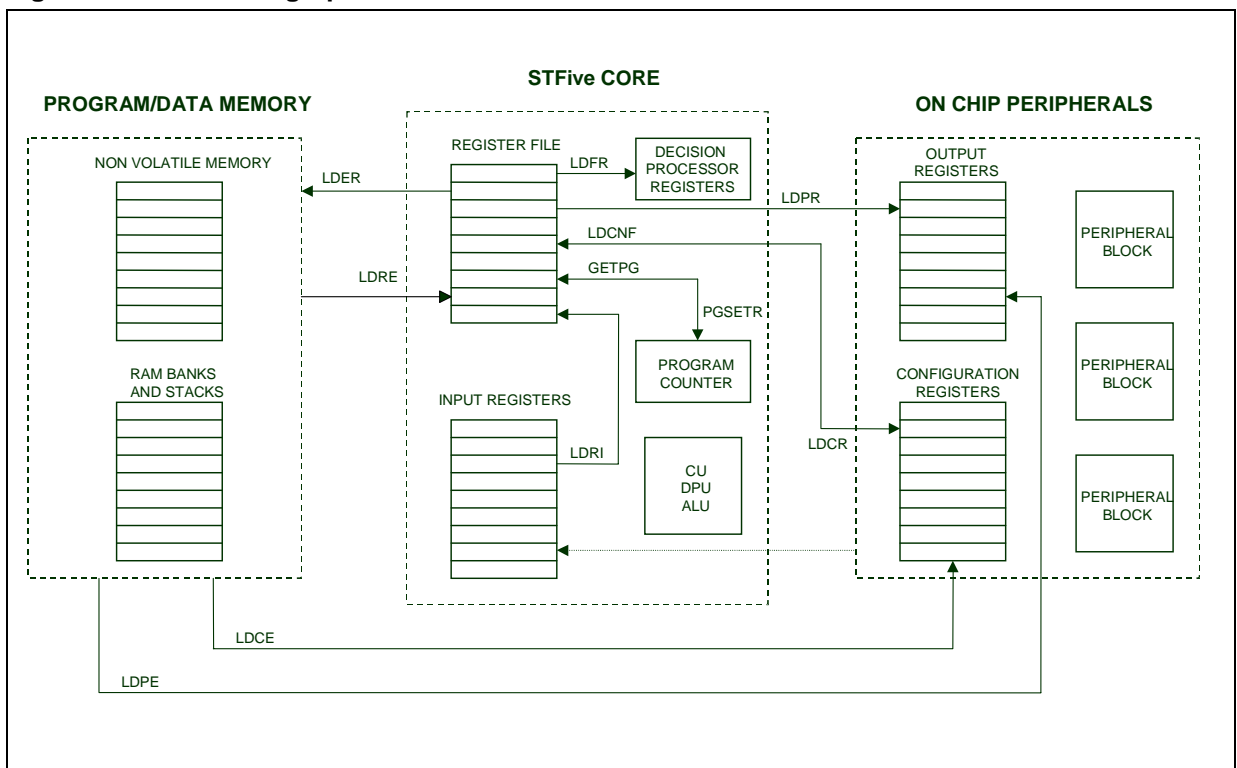 STFive CORE
PROGRAM/DATA MEMORY
ON CHIP PERIPHERALS
NON VOLATILE MEMORY
LDER
REGISTER FILE
LDFR
DECISION
PROCESSOR
REGISTERS
LDPR
OUTPUT
REGISTERS
PERIPHERAL
BLOCK
LDCNF
GETPG
LDRE
PGSETR
PROGRAM
COUNTER
RAM BANKS
AND STACKS
INPUT REGISTERS
LDRI
CU
DPU
ALU
LDCR
CONFIGURATION
REGISTERS
PERIPHERAL
BLOCK
PERIPHERAL
BLOCK
LDCE
LDPE